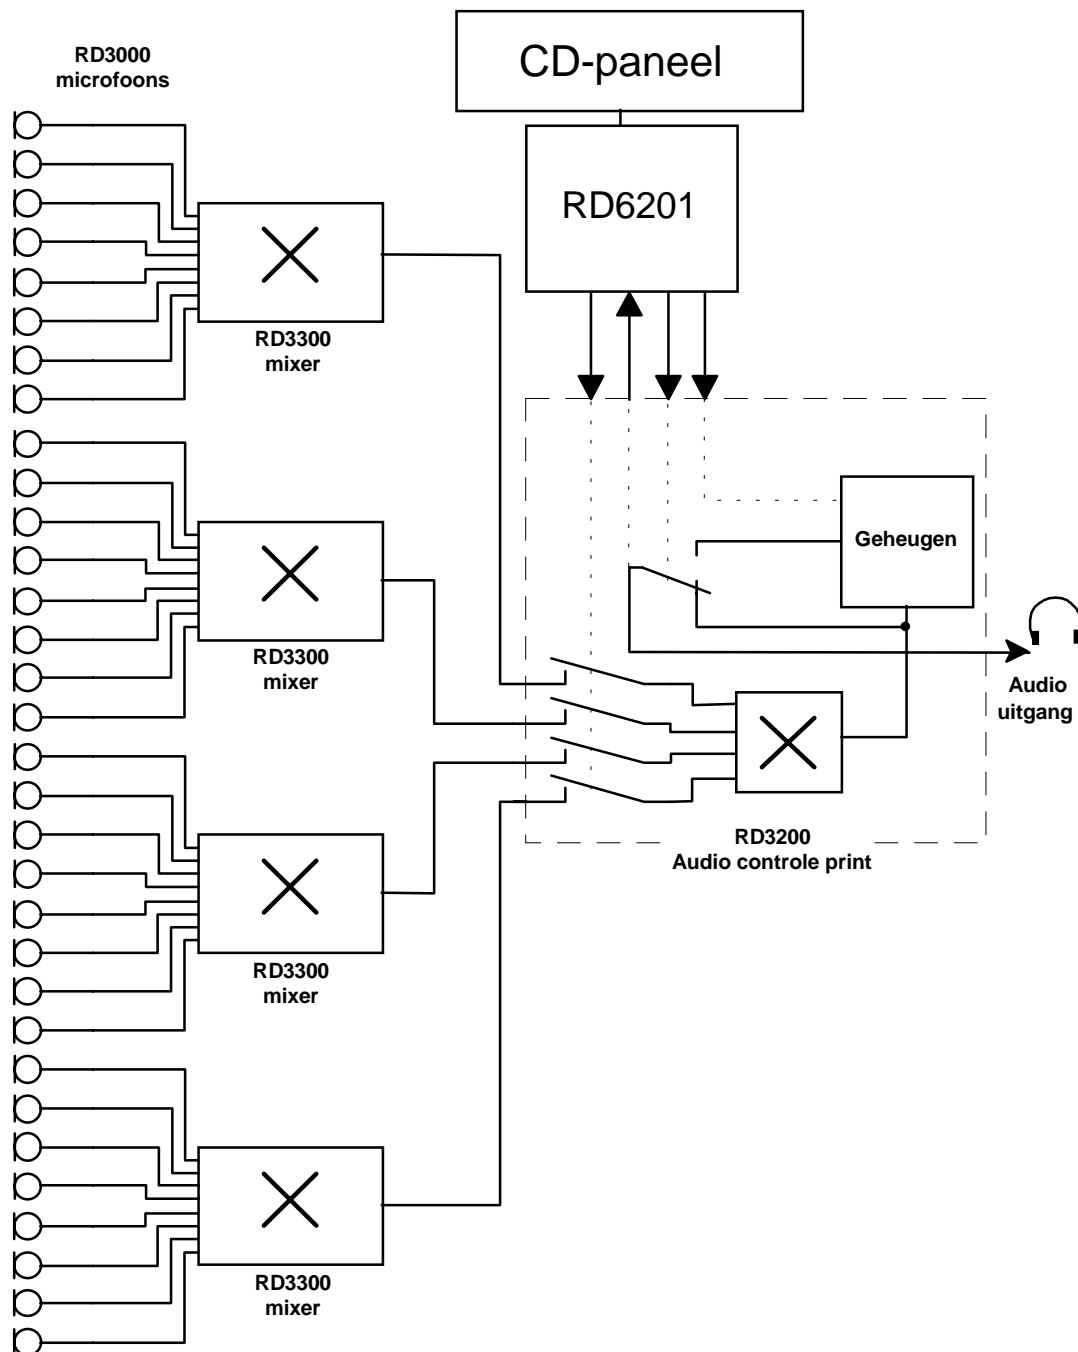 RD3000
microfoons
CD-paneel
RD6201
RD3300
mixer
Geheugen
RD3300
mixer
Audio
uitgang
RD3200
Audio controle print
RD3300
mixer
RD3300
mixer